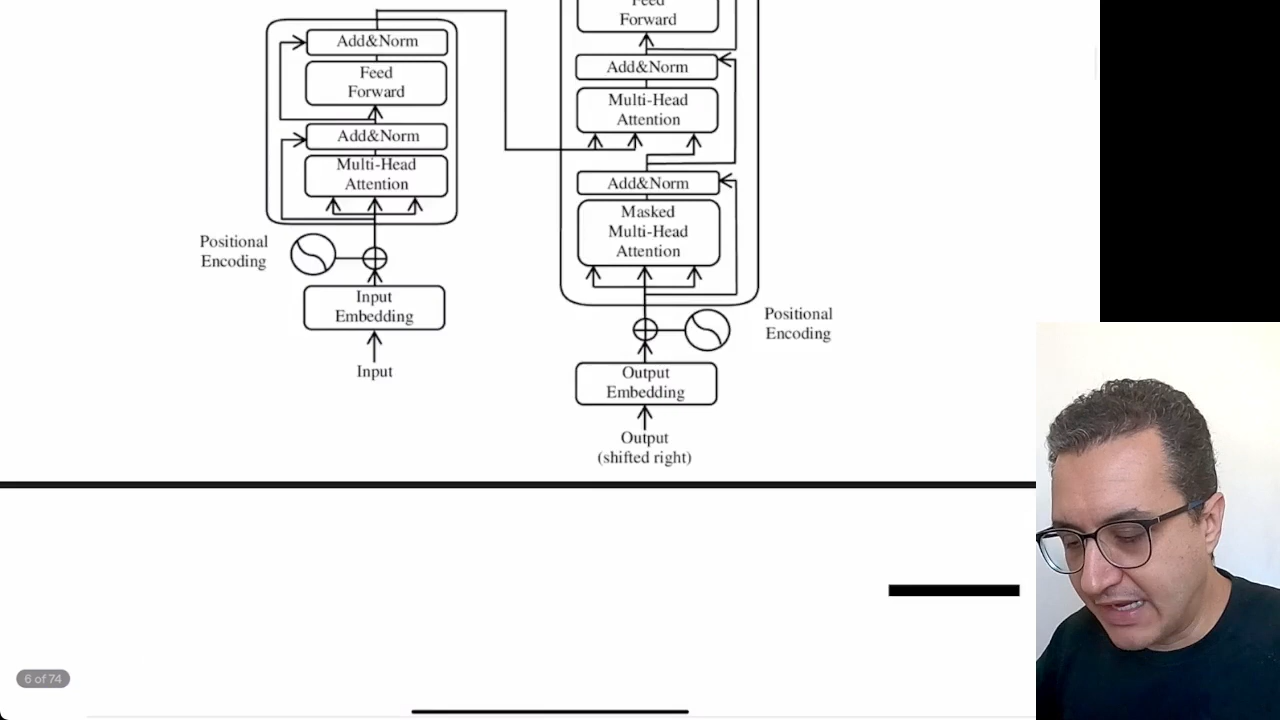 Add&Norm
Feed
Forward
Add&Norm
Multi-Head
Attention
Positional
Encoding
Input
Embedding
Input
Feed
Forward
Add&Norm
Multi-Head
Attention
Add&Norm
Masked
Multi-Head
Attention
Positional
Encoding
Output
Embedding
Output
(shifted right)
6 of 74